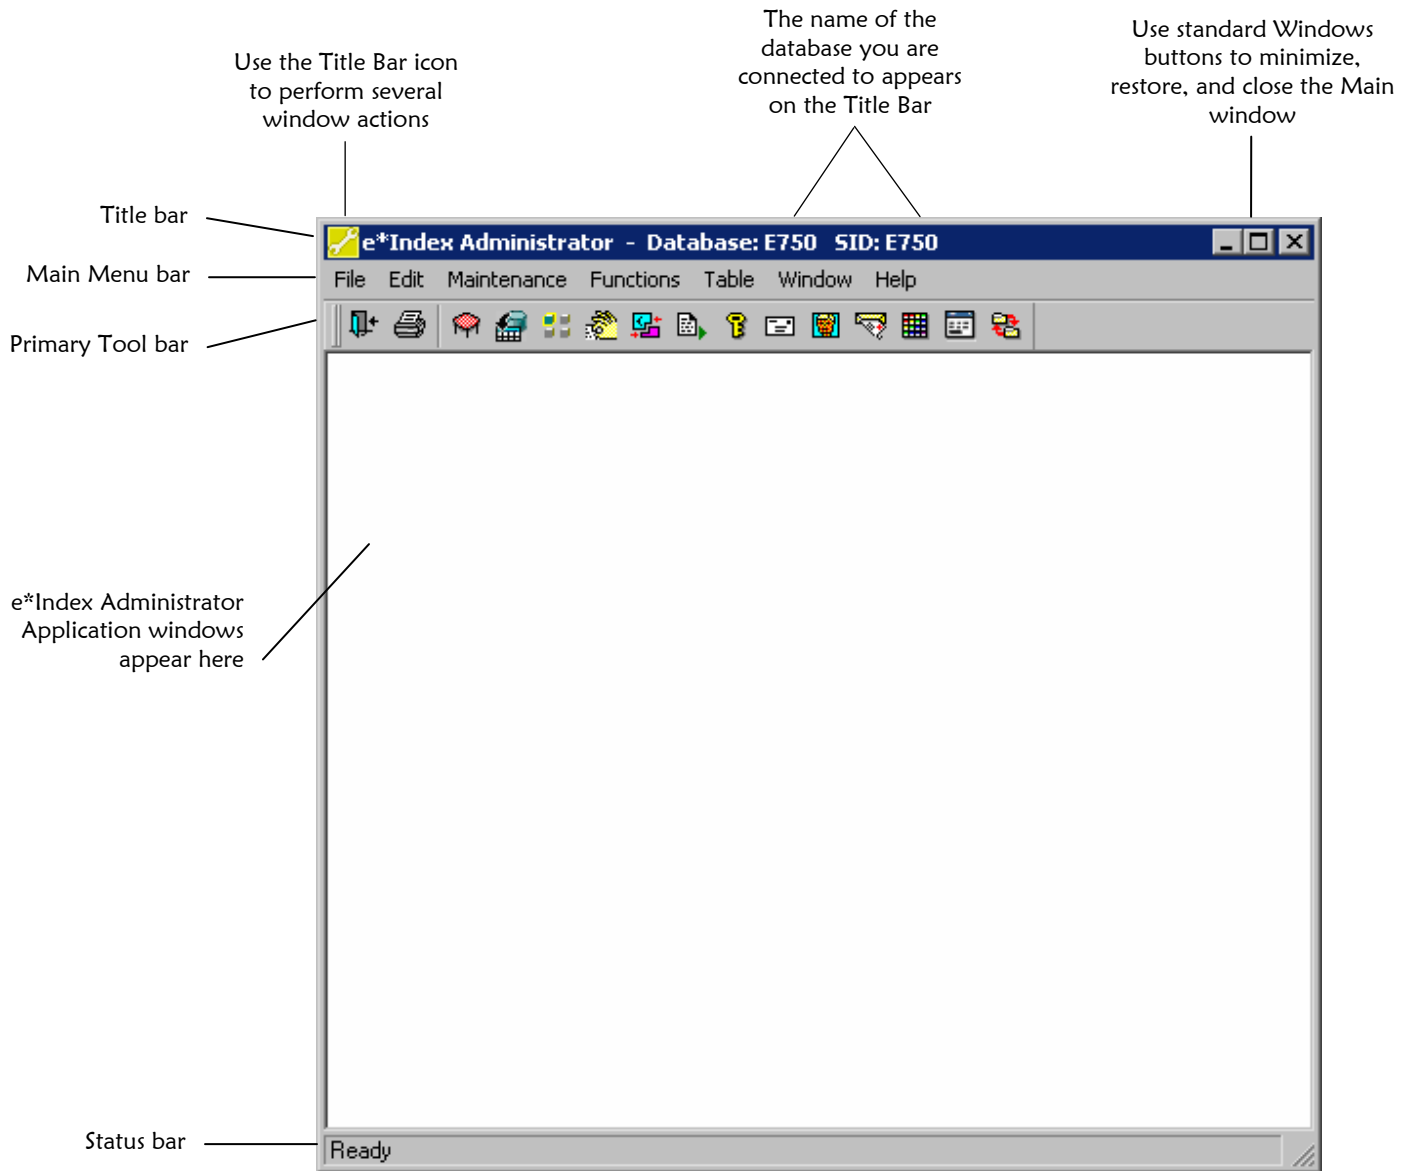 The name of the
database you are
connected to appears
on the Title Bar
Use standard Windows
buttons to minimize,
restore, and close the Main
window
Use the Title Bar icon
to perform several
window actions
Title bar
e*Index Administrator - Database: E750 SID: E750
Main Menu bar
File Edit Maintenance Functions Table Window Help
Primary Tool bar
e*Index Administrator
Application windows
appear here
Status bar
Ready